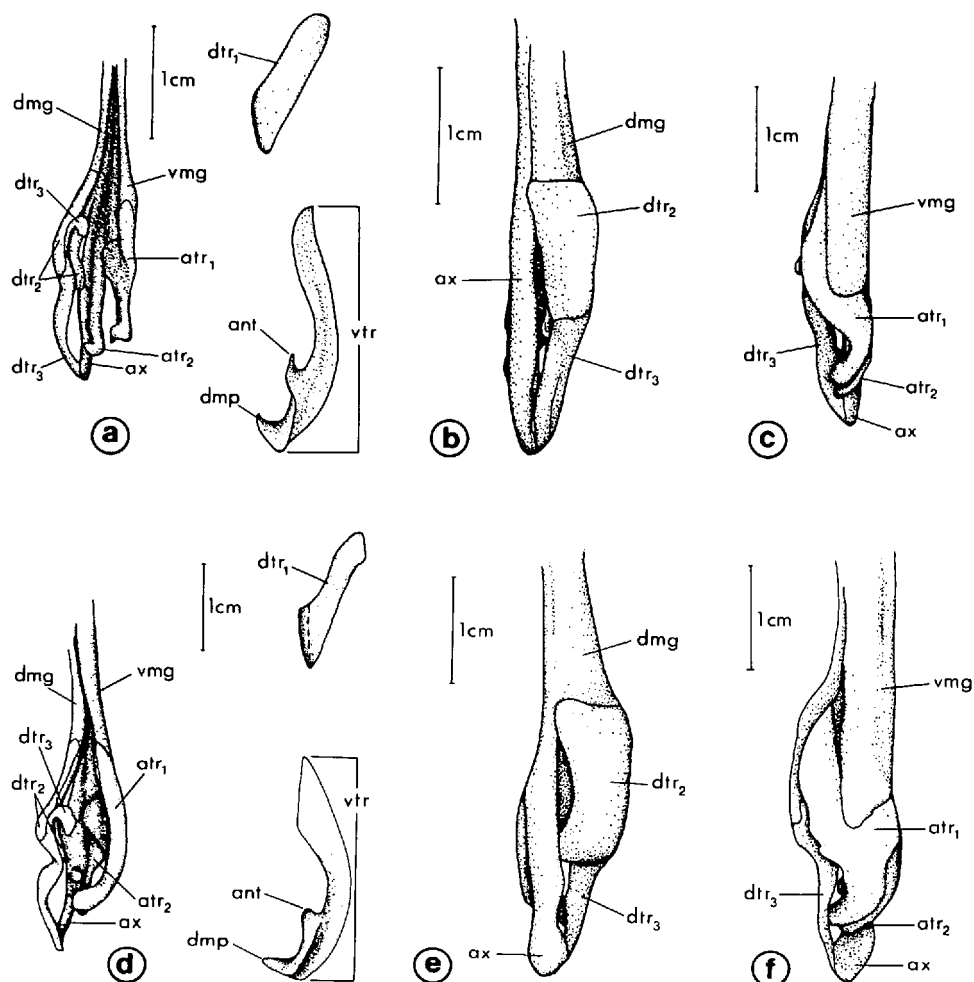 1cm
dmg
dtr3
dtr2
dtr3
vmg
atr1
atr2
ax
a
dtr1
ant
dmp
vtr
1cm
dmg
dtr2
ax
dtr3
b
1cm
vmg
atr1
dtr3
atr2
ax
c
1cm
dmg
vmg
dtr3
dtr2
atr1
atr2
ax
d
dtr1
vtr
ant
dmp
1cm
dmg
dtr2
dtr3
ax
e
1cm
vmg
atr1
dtr3
atr2
ax
f